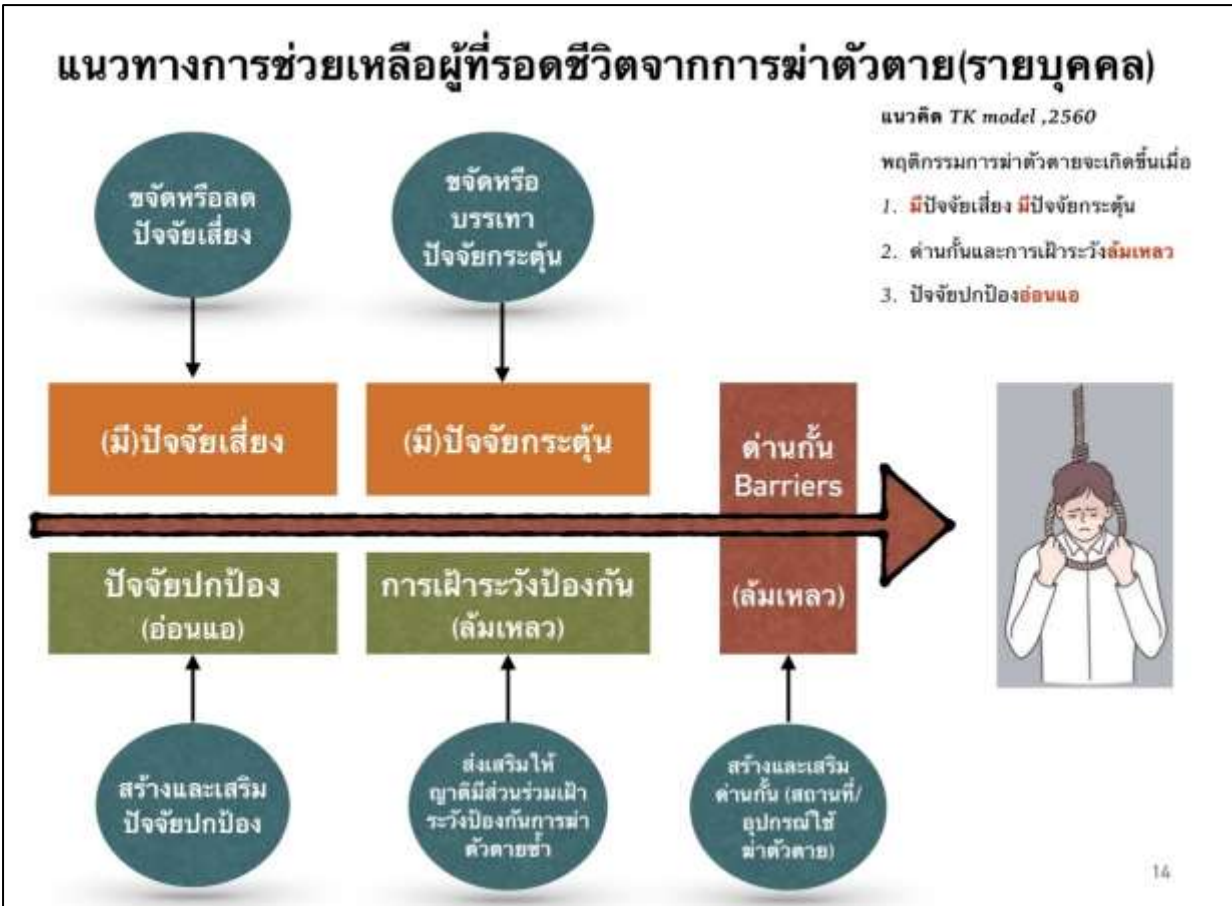 แนวทางการช่วยเหลือผู้ที่รอดชีวิตจากการฆ่าตัวตาย(รายบุคคล)
แนวคิด TK model ,2560
พฤติกรรมการฆ่าตัวตายจะเกิดขึ้นเมื่อ
1. มีปัจจัยเสี่ยง มีปัจจัยกระตุ้น
2. ด่านกั้นและการเฝ้าระวังล้มเหลว
3. ปัจจัยปกป้องอ่อนแอ
ขจัดหรือลด
ปัจจัยเสี่ยง
ขจัดหรือ
บรรเทา
ปัจจัยกระตุ้น
(มี)ปัจจัยเสี่ยง
(มี)ปัจจัยกระตุ้น
ด่านกั้น
Barriers
(ล้มเหลว)
ปัจจัยปกป้อง
(อ่อนแอ)
การเฝ้าระวังป้องกัน
(ล้มเหลว)
สร้างและเสริม
ปัจจัยปกป้อง
ส่งเสริมให้
ญาติมีส่วนร่วมเฝ้า
ระวังป้องกันการฆ่า
ตัวตายซ้ำ
สร้างและเสริม
ด่านกั้น (สถานที่/
อุปกรณ์ใช้
ฆ่าตัวตาย)
14